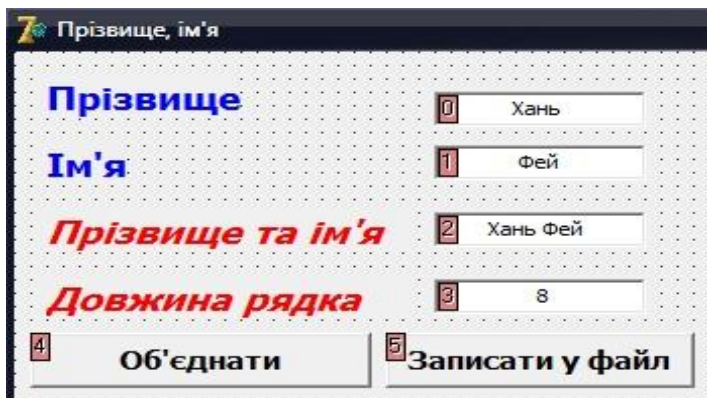 Прізвище, ім'я
Прізвище 0 Хань
Ім'я 1 Фей
Прізвище та ім'я 2 Хань Фей
Довжина рядка 3 8
4 Об'єднати 5 Записати у файл